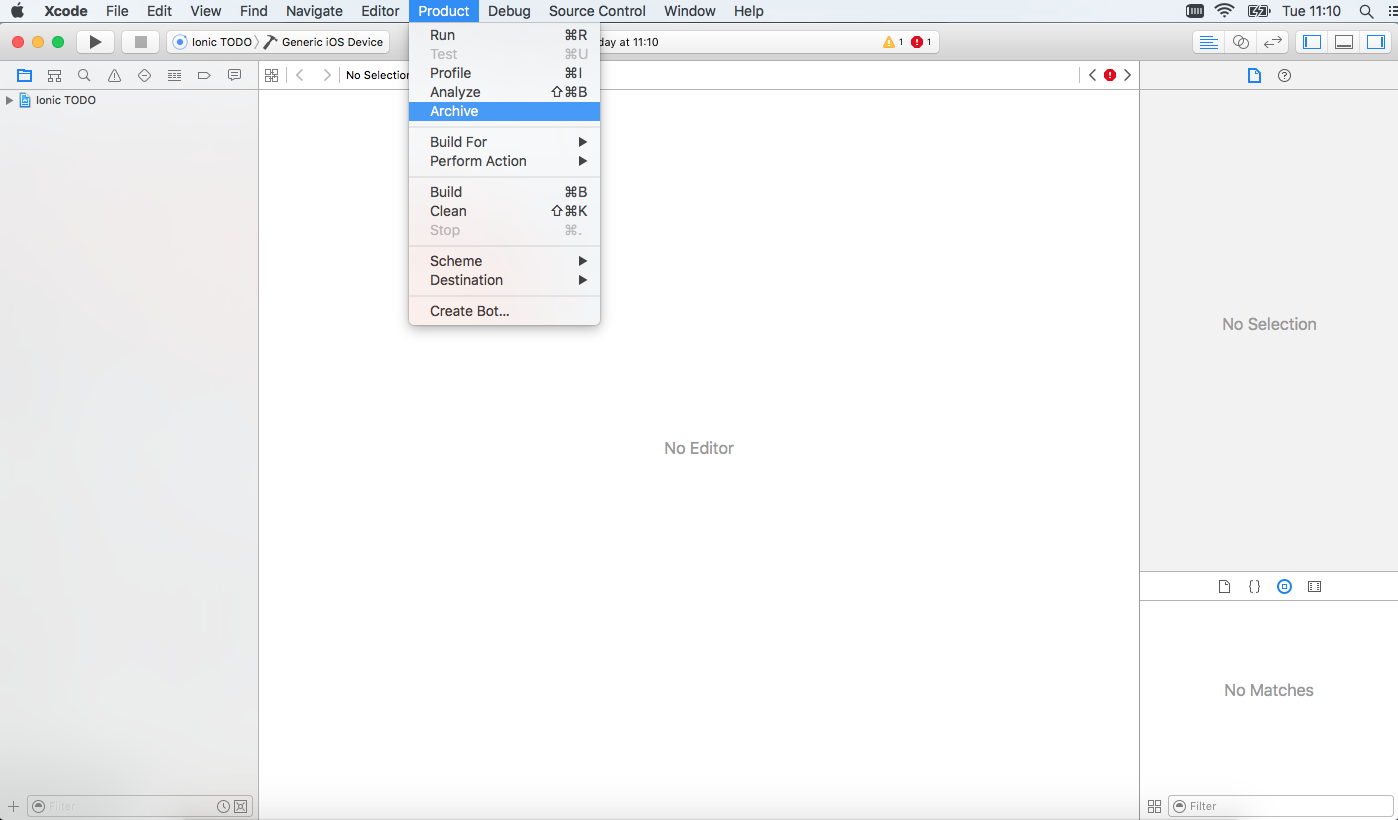 Xcode File Edit View Find Navigate Editor Product Debug Source Control Window Help Tue 11:10
Ionic TODO Generic iOS Device day at 11:10 1 1
No Selection
Ionic TODO
Run ⌘R
Test ⌘U
Profile ⌘I
Analyze ⇧⌘B
Archive
Build For ▶
Perform Action ▶
Build ⌘B
Clean ⇧⌘K
Stop ⌘.
Scheme ▶
Destination ▶
Create Bot...
No Selection
No Editor
No Matches
Filter
Filter